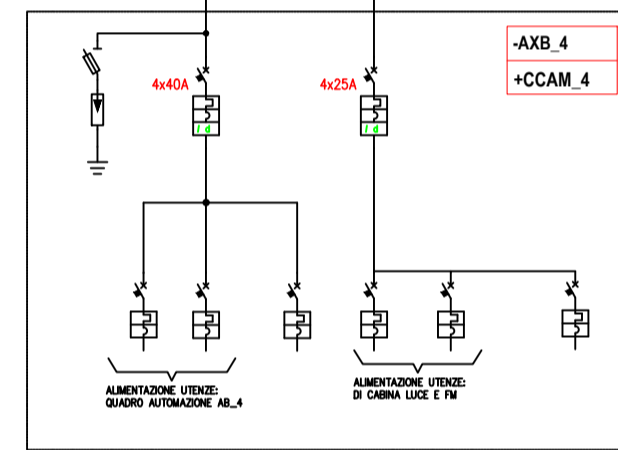 -AXB_4
+CCAM_4
4x40A
4x25A
I d
I d
ALIMENTAZIONE UTENZE:
QUADRO AUTOMAZIONE AB_4
ALIMENTAZIONE UTENZE:
DI CABINA LUCE E FM